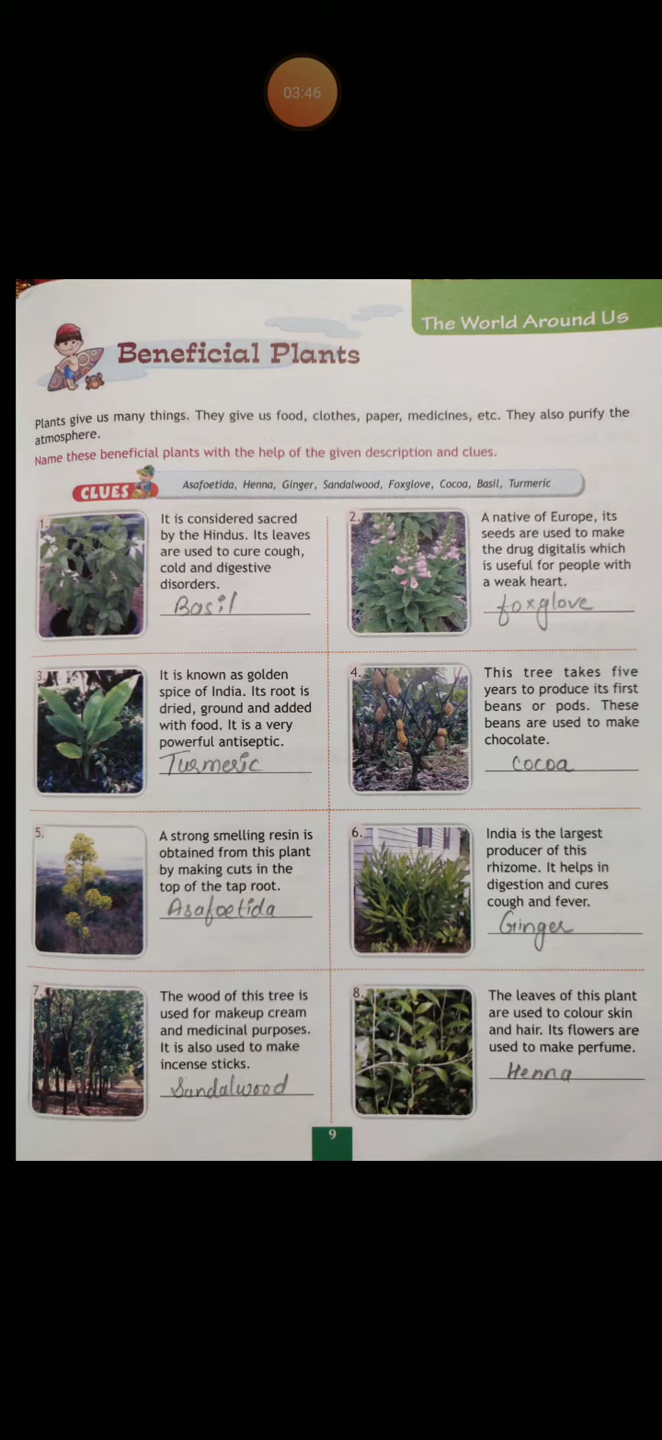 03:46
The World Around Us
Beneficial Plants
Plants give us many things. They give us food, clothes, paper, medicines, etc. They also purify the
atmosphere.
Name these beneficial plants with the help of the given description and clues.
CLUES
Asafoetida, Henna, Ginger, Sandalwood, Foxglove, Cocoa, Basil, Turmeric
1.
It is considered sacred
by the Hindus. Its leaves
are used to cure cough,
cold and digestive
disorders.
Basil
2.
A native of Europe, its
seeds are used to make
the drug digitalis which
is useful for people with
a weak heart.
foxglove
3.
It is known as golden
spice of India. Its root is
dried, ground and added
with food. It is a very
powerful antiseptic.
Turmeric
4.
This tree takes five
years to produce its first
beans or pods. These
beans are used to make
chocolate.
cocoa
5.
A strong smelling resin is
obtained from this plant
by making cuts in the
top of the tap root.
Asafoetida
6.
India is the largest
producer of this
rhizome. It helps in
digestion and cures
cough and fever.
Ginger
7.
The wood of this tree is
used for makeup cream
and medicinal purposes.
It is also used to make
incense sticks.
Sandalwood
8.
The leaves of this plant
are used to colour skin
and hair. Its flowers are
used to make perfume.
Henna
9